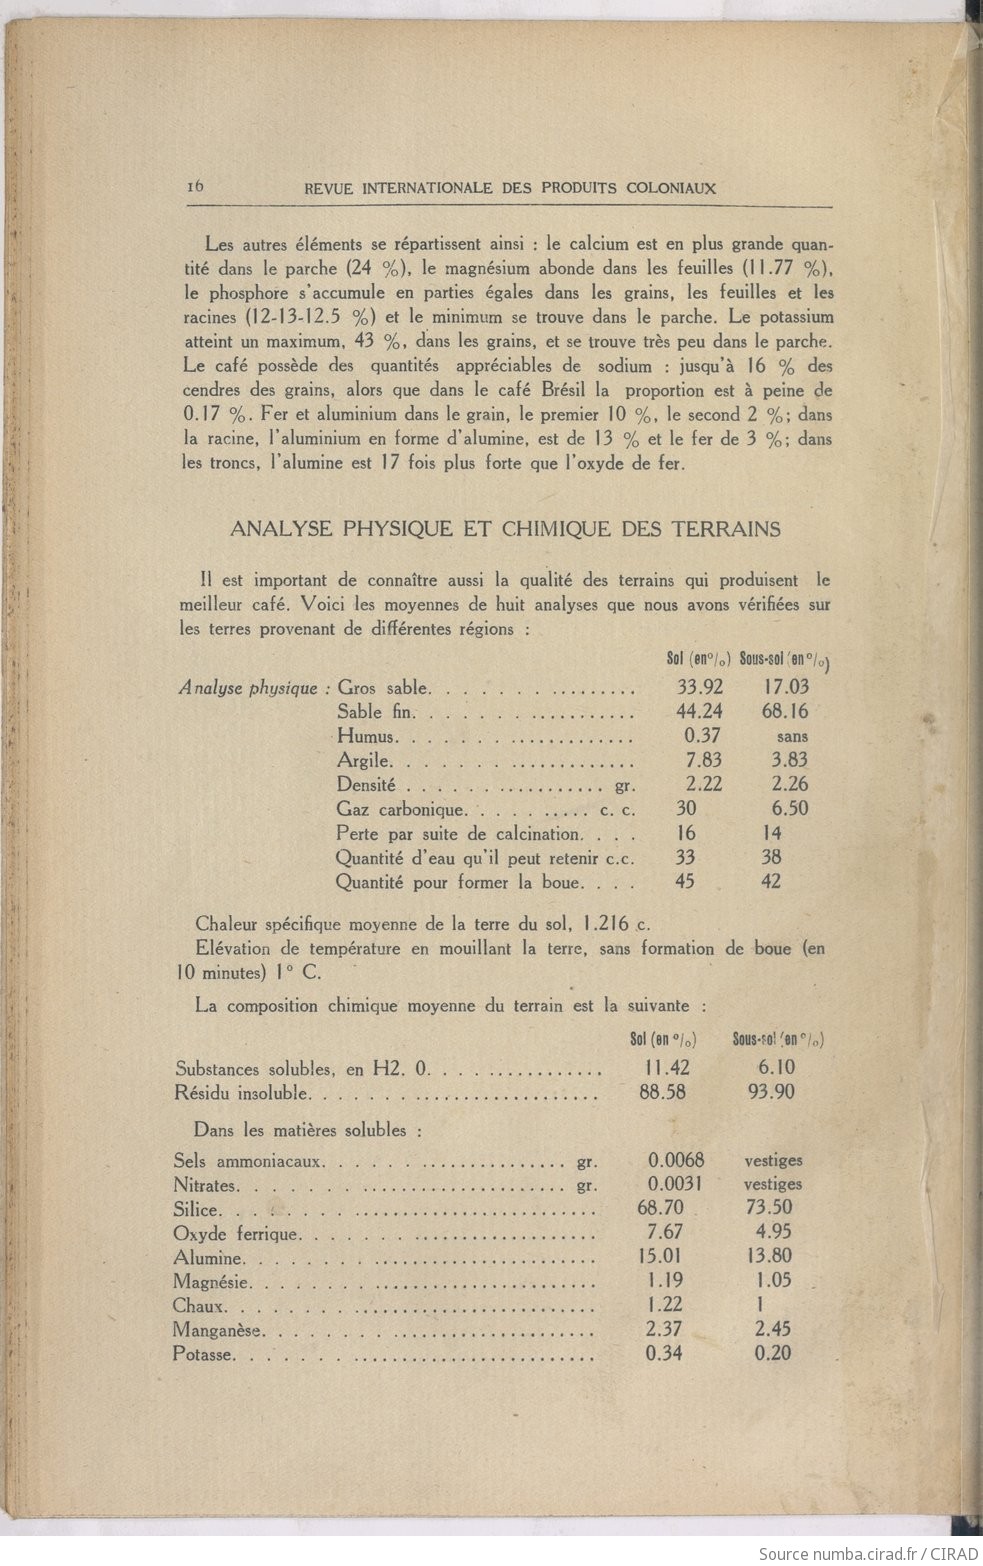 16 REVUE INTERNATIONALE DES PRODUITS COLONIAUX
Les autres éléments se répartissent ainsi : le calcium est en plus grande quan-
tité dans le parche (24 %), le magnésium abonde dans les feuilles (11.77 %),
le phosphore s'accumule en parties égales dans les grains, les feuilles et les
racines (12-13-12.5 %) et le minimum se trouve dans le parche. Le potassium
atteint un maximum, 43 %, dans les grains, et se trouve très peu dans le parche.
Le café possède des quantités appréciables de sodium : jusqu'à 16 % des
cendres des grains, alors que dans le café Brésil la proportion est à peine de
0.17 %. Fer et aluminium dans le grain, le premier 10 %, le second 2 %; dans
la racine, l'aluminium en forme d'alumine, est de 13 % et le fer de 3 %; dans
les troncs, l'alumine est 17 fois plus forte que l'oxyde de fer.
ANALYSE PHYSIQUE ET CHIMIQUE DES TERRAINS
Il est important de connaître aussi la qualité des terrains qui produisent le
meilleur café. Voici les moyennes de huit analyses que nous avons vérifiées sur
les terres provenant de différentes régions :
Sol (en %) Sous-sol (en %)
Analyse physique : Gros sable. . . . . . . . . . . . . . . . 33.92 17.03
Sable fin. . . . . . . . . . . . . . . . . . 44.24 68.16
Humus. . . . . . . . . . . . . . . . . . . 0.37 sans
Argile. . . . . . . . . . . . . . . . . . . . 7.83 3.83
Densité . . . . . . . . . . . . . . . . . gr. 2.22 2.26
Gaz carbonique. . . . . . . . . . . c. c. 30 6.50
Perte par suite de calcination. . . . 16 14
Quantité d'eau qu'il peut retenir c.c. 33 38
Quantité pour former la boue. . . . 45 42
Chaleur spécifique moyenne de la terre du sol, 1.216 c.
Elévation de température en mouillant la terre, sans formation de boue (en
10 minutes) 1° C.
La composition chimique moyenne du terrain est la suivante :
Sol (en %) Sous-sol (en %)
Substances solubles, en H2. O. . . . . . . . . . . . . . . . 11.42 6.10
Résidu insoluble. . . . . . . . . . . . . . . . . . . . . . . . . 88.58 93.90
Dans les matières solubles :
Sels ammoniacaux. . . . . . . . . . . . . . . . . . . . . gr. 0.0068 vestiges
Nitrates. . . . . . . . . . . . . . . . . . . . . . . . . . . . gr. 0.0031 vestiges
Silice. . . . . . . . . . . . . . . . . . . . . . . . . . . . . . . . 68.70 73.50
Oxyde ferrique. . . . . . . . . . . . . . . . . . . . . . . . . 7.67 4.95
Alumine. . . . . . . . . . . . . . . . . . . . . . . . . . . . . . 15.01 13.80
Magnésie. . . . . . . . . . . . . . . . . . . . . . . . . . . . . 1.19 1.05
Chaux. . . . . . . . . . . . . . . . . . . . . . . . . . . . . . . 1.22 1
Manganèse. . . . . . . . . . . . . . . . . . . . . . . . . . . . 2.37 2.45
Potasse. . . . . . . . . . . . . . . . . . . . . . . . . . . . . . 0.34 0.20
Source numba.cirad.fr / CIRAD